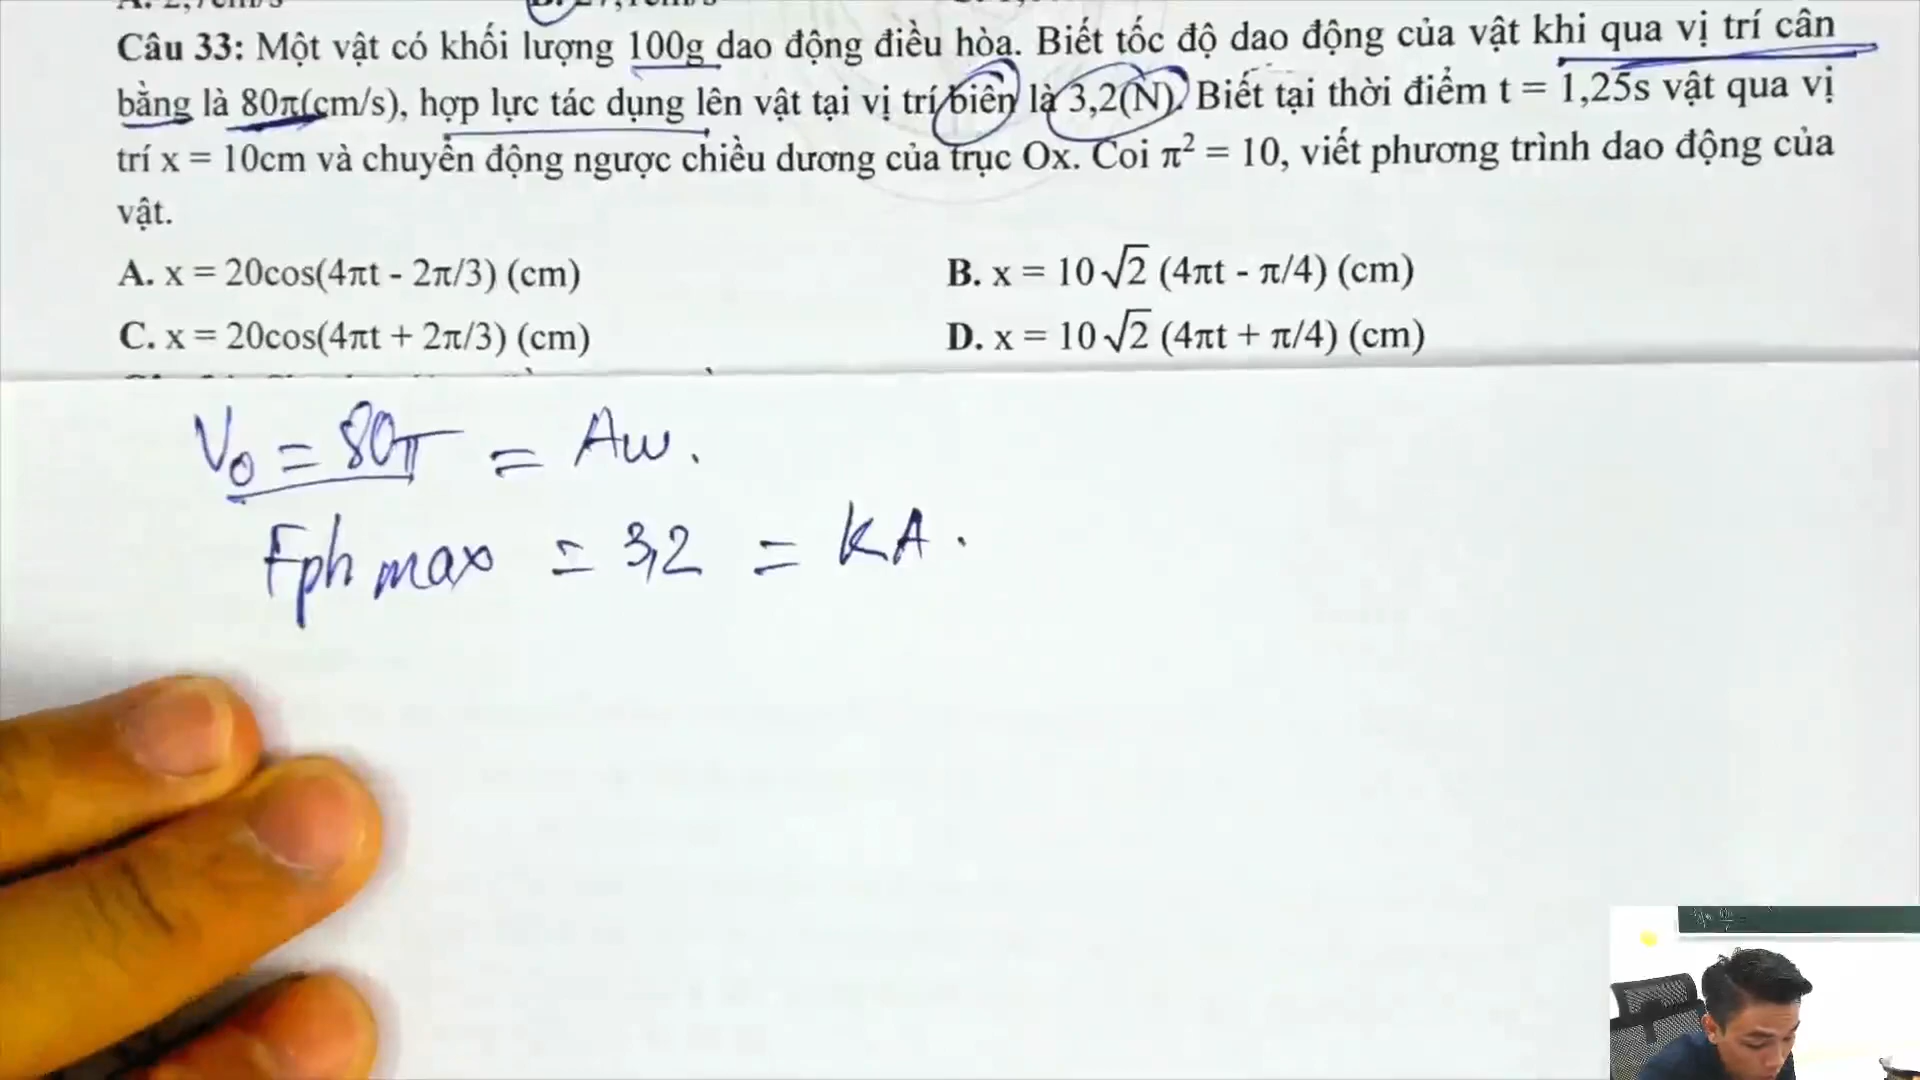 Câu 33: Một vật có khối lượng 100g dao động điều hòa. Biết tốc độ dao động của vật khi qua vị trí cân
bằng là 80π(cm/s), hợp lực tác dụng lên vật tại vị trí biên là 3,2(N). Biết tại thời điểm t = 1,25s vật qua vị
trí x = 10cm và chuyển động ngược chiều dương của trục Ox. Coi π² = 10, viết phương trình dao động của
vật.
A. x = 20cos(4πt - 2π/3) (cm)
B. x = 10√2 (4πt - π/4) (cm)
C. x = 20cos(4πt + 2π/3) (cm)
D. x = 10√2 (4πt + π/4) (cm)
V₀ = 80π = Aω.
Fph max = 3,2 = KA.